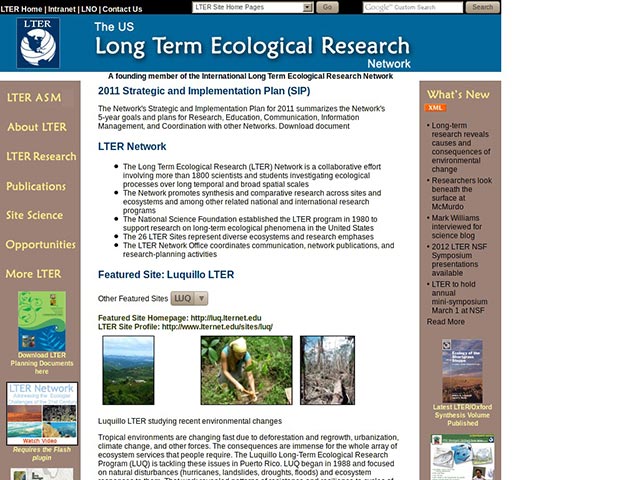 LTER Home | Intranet | LNO | Contact Us
LTER Site Home Pages
Go
Google™ Custom Search
Search
LTER
The US
Long Term Ecological Research
Network
A founding member of the International Long Term Ecological Research Network
LTER ASM
About LTER
LTER Research
Publications
Site Science
Opportunities
More LTER
Download LTER
Planning Documents
here
LTER Network
Addressing the Ecological
Challenges of the 21st Century
Watch Video
Requires the Flash
plugin
2011 Strategic and Implementation Plan (SIP)
The Network's Strategic and Implementation Plan for 2011 summarizes the Network's
5-year goals and plans for Research, Education, Communication, Information
Management, and Coordination with other Networks. Download document
LTER Network
The Long Term Ecological Research (LTER) Network is a collaborative effort
involving more than 1800 scientists and students investigating ecological
processes over long temporal and broad spatial scales
The Network promotes synthesis and comparative research across sites and
ecosystems and among other related national and international research
programs
The National Science Foundation established the LTER program in 1980 to
support research on long-term ecological phenomena in the United States
The 26 LTER Sites represent diverse ecosystems and research emphases
The LTER Network Office coordinates communication, network publications, and
research-planning activities
Featured Site: Luquillo LTER
Other Featured Sites LUQ
Featured Site Homepage: http://luq.lternet.edu
LTER Site Profile: http://www.lternet.edu/sites/luq/
Luquillo LTER studying recent environmental changes
Tropical environments are changing fast due to deforestation and regrowth, urbanization,
climate change, and other forces. The consequences are immense for the whole array of
ecosystem services that people require. The Luquillo Long-Term Ecological Research
Program (LUQ) is tackling these issues in Puerto Rico. LUQ began in 1988 and focused
on natural disturbances (hurricanes, landslides, droughts, floods) and ecosystem
What's New
XML
Long-term
research reveals
causes and
consequences of
environmental
change
Researchers look
beneath the
surface at
McMurdo
Mark Williams
interviewed for
science blog
2012 LTER NSF
Symposium
presentations
available
LTER to hold
annual
mini-symposium
March 1 at NSF
Read More
Latest LTER/Oxford
Synthesis Volume
Published